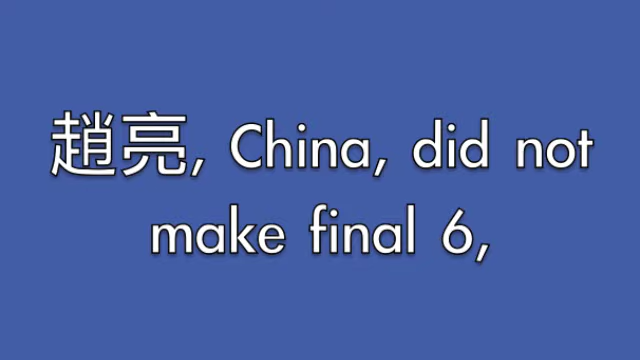 趙亮, China, did not
make final 6,